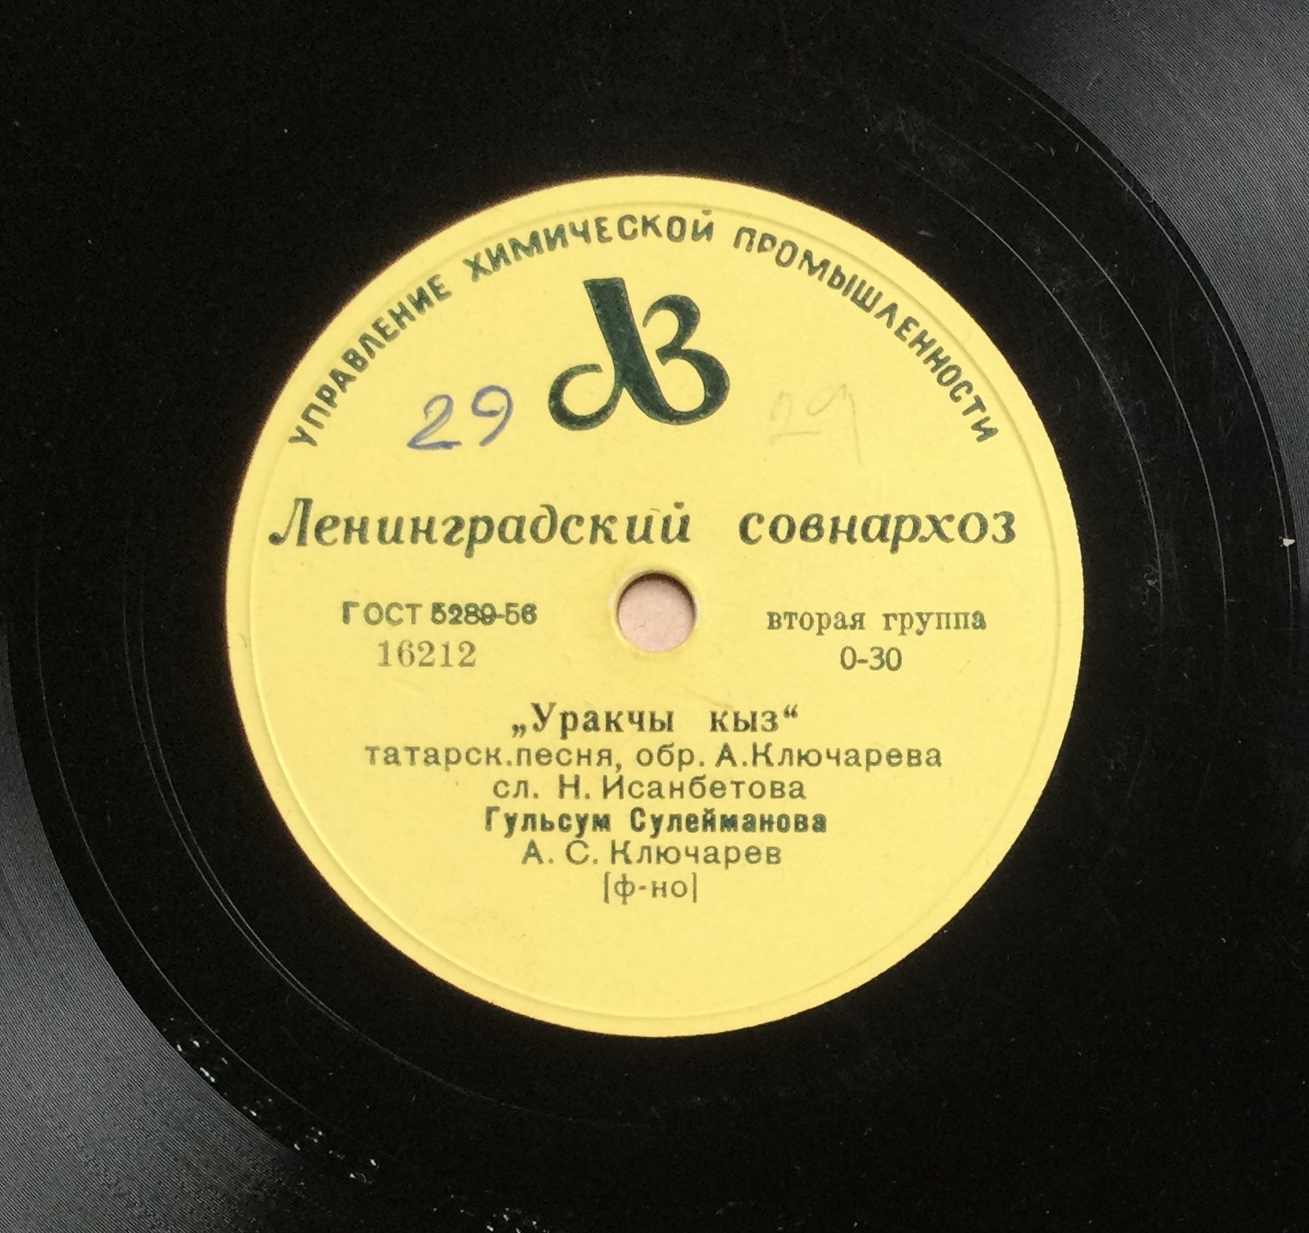 УПРАВЛЕНИЕ ХИМИЧЕСКОЙ ПРОМЫШЛЕННОСТИ
ЛВ
29 29
Ленинградский совнархоз
ГОСТ 5289-56 вторая группа
16212 0-30
„Уракчы кыз“
татарск.песня, обр. А.Ключарева
сл. Н. Исанбетова
Гульсум Сулейманова
А. С. Ключарев
[ф-но]